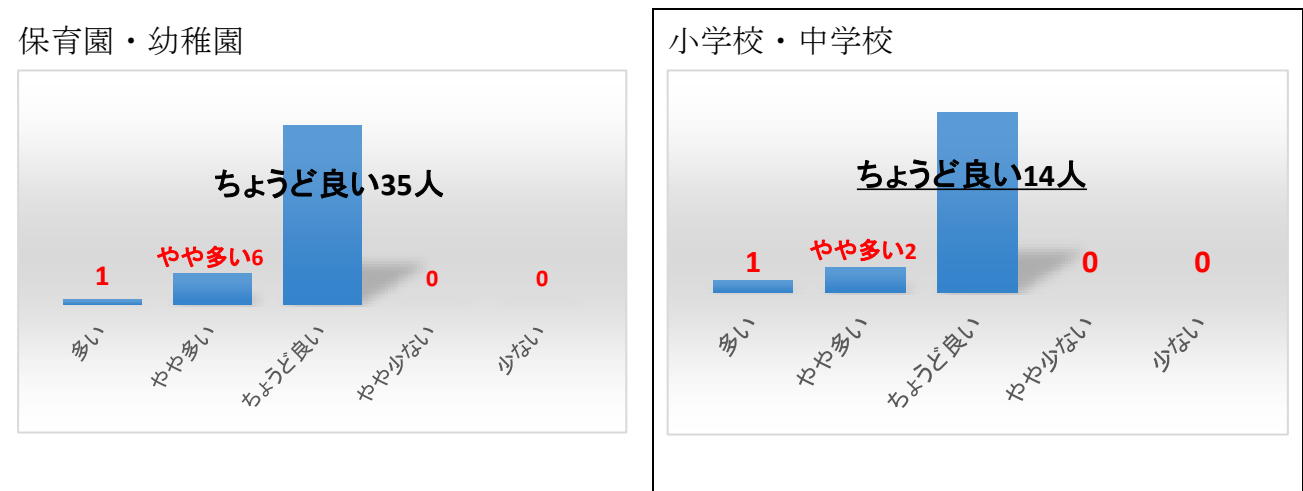 保育園・幼稚園
ちょうど良い35人
やや多い6
1
0
0
多い
やや多い
ちょうど良い
やや少ない
少ない
小学校・中学校
ちょうど良い14人
やや多い2
1
0
0
多い
やや多い
ちょうど良い
やや少ない
少ない